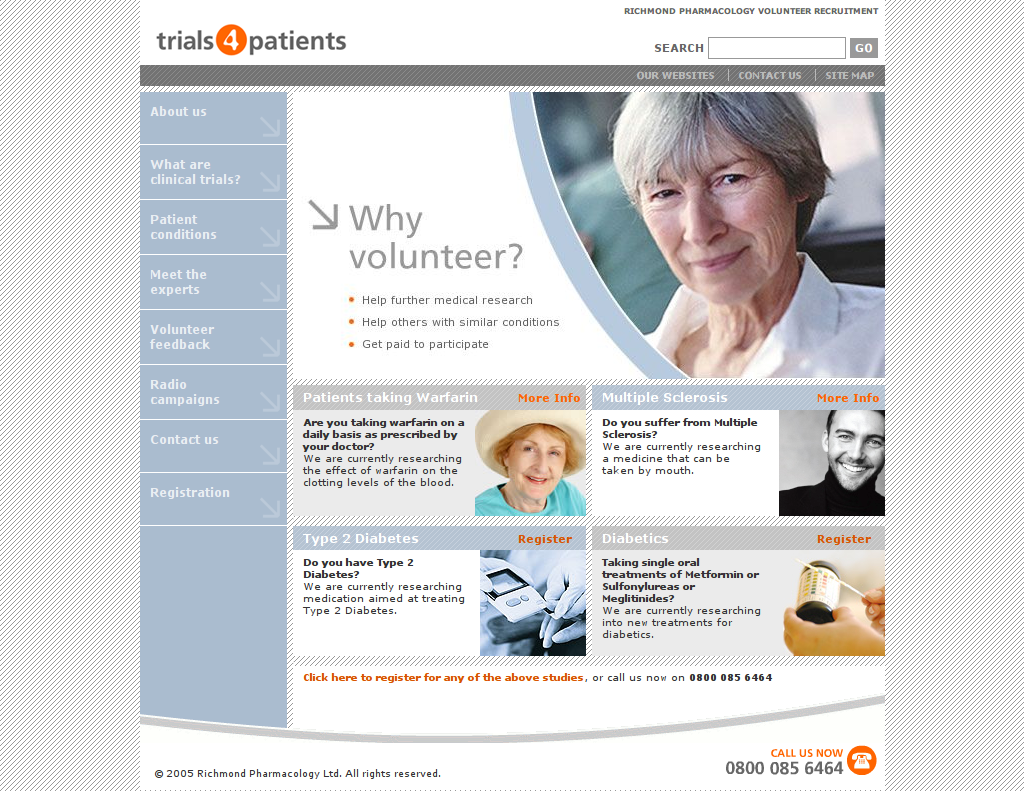 RICHMOND PHARMACOLOGY VOLUNTEER RECRUITMENT
trials4patients
SEARCH GO
OUR WEBSITES CONTACT US SITE MAP
About us
What are
clinical trials?
Patient
conditions
Meet the
experts
Volunteer
feedback
Radio
campaigns
Contact us
Registration
Why
volunteer?
Help further medical research
Help others with similar conditions
Get paid to participate
Patients taking Warfarin More Info
Are you taking warfarin on a
daily basis as prescribed by
your doctor?
We are currently researching
the effect of warfarin on the
clotting levels of the blood.
Multiple Sclerosis More Info
Do you suffer from Multiple
Sclerosis?
We are currently researching
a medicine that can be
taken by mouth.
Type 2 Diabetes Register
Do you have Type 2
Diabetes?
We are currently researching
medication aimed at treating
Type 2 Diabetes.
Diabetics Register
Taking single oral
treatments of Metformin or
Sulfonylureas or
Meglitinides?
We are currently researching
into new treatments for
diabetics.
Click here to register for any of the above studies, or call us now on 0800 085 6464
CALL US NOW
0800 085 6464
© 2005 Richmond Pharmacology Ltd. All rights reserved.